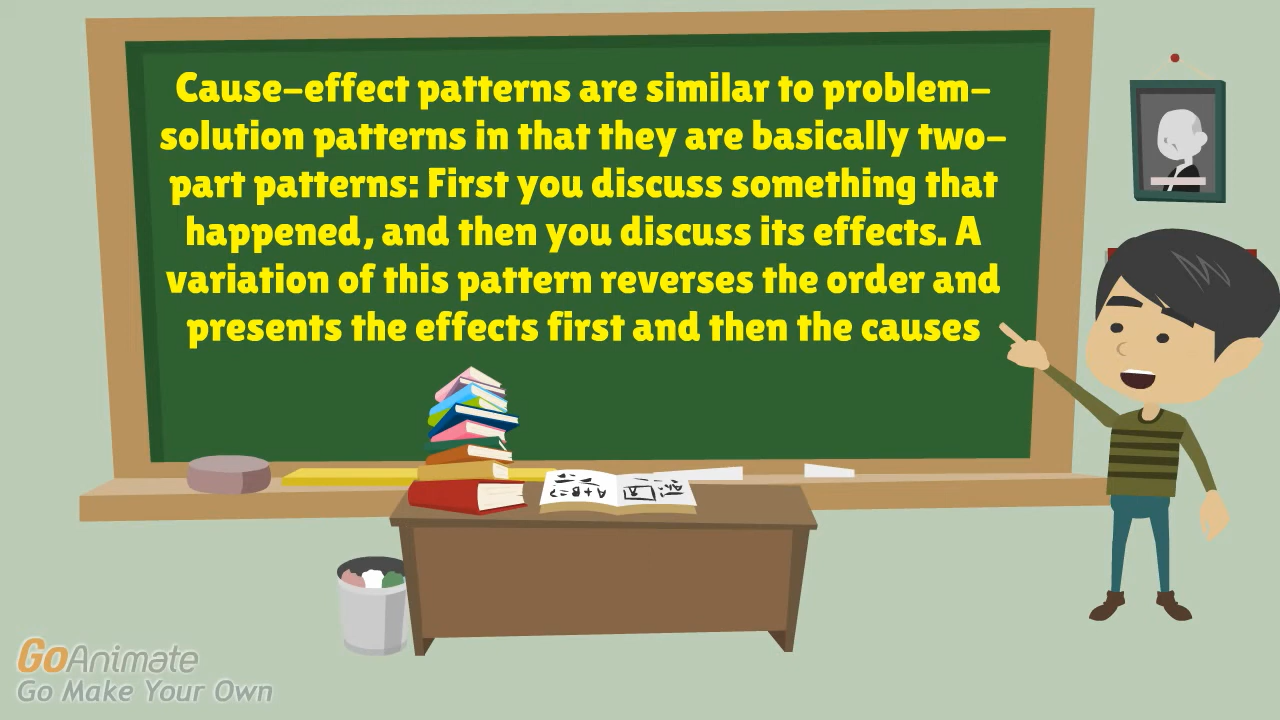 Cause-effect patterns are similar to problem-
solution patterns in that they are basically two-
part patterns: First you discuss something that
happened, and then you discuss its effects. A
variation of this pattern reverses the order and
presents the effects first and then the causes
GoAnimate
Go Make Your Own